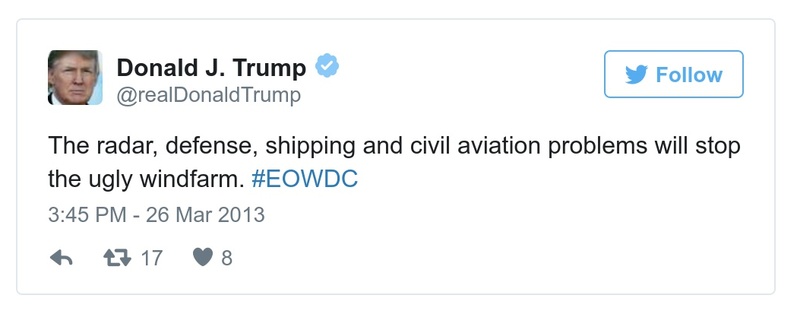 Donald J. Trump
@realDonaldTrump
Follow
The radar, defense, shipping and civil aviation problems will stop
the ugly windfarm. #EOWDC
3:45 PM - 26 Mar 2013
17 8